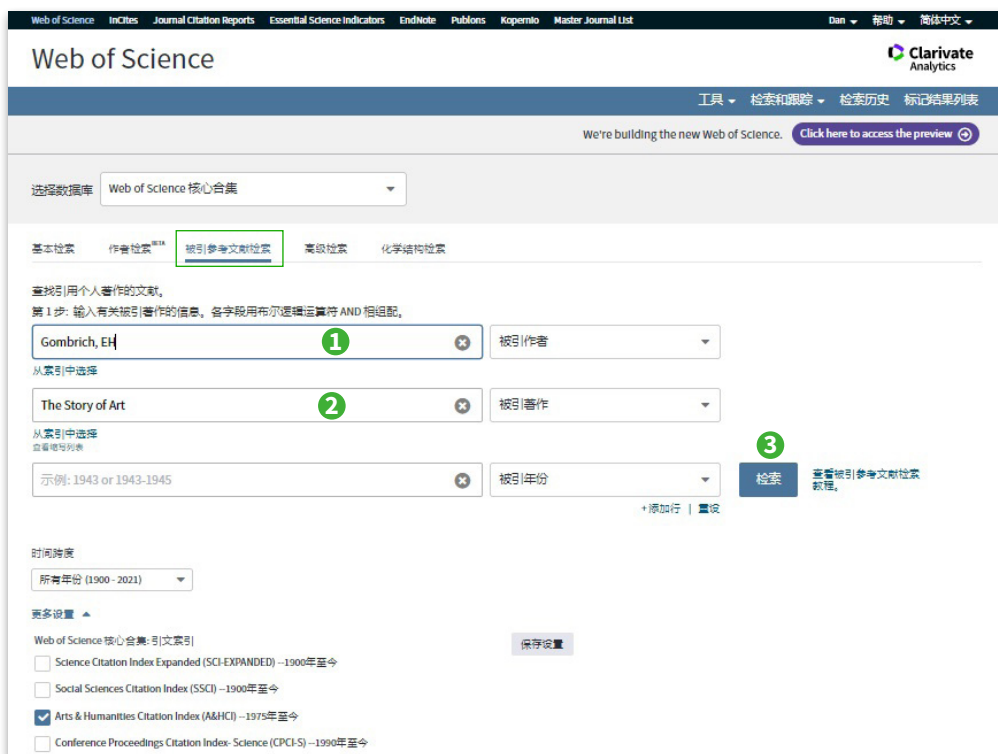 Web of Science InCites Journal Citation Reports Essential Science Indicators EndNote Publons Kopernio Master Journal List Dan 帮助 简体中文
Web of Science
Clarivate
Analytics
工具 检索和跟踪 检索历史 标记结果列表
We're building the new Web of Science. Click here to access the preview
选择数据库 Web of Science 核心合集
基本检索 作者检索BETA 被引参考文献检索 高级检索 化学结构检索
查找引用个人著作的文献。
第 1 步: 输入有关被引著作的信息。各字段用布尔逻辑运算符 AND 相组配。
Gombrich, EH 1 被引作者
从索引中选择
The Story of Art 2 被引著作
从索引中选择
查看缩写列表
3
示例: 1943 or 1943-1945 被引年份 检索 查看被引参考文献检索
教程。
+添加行 | 重设
时间跨度
所有年份 (1900 - 2021)
更多设置
Web of Science 核心合集: 引文索引 保存设置
Science Citation Index Expanded (SCI-EXPANDED) --1900年至今
Social Sciences Citation Index (SSCI) --1900年至今
Arts & Humanities Citation Index (A&HCI) --1975年至今
Conference Proceedings Citation Index- Science (CPCI-S) --1990年至今